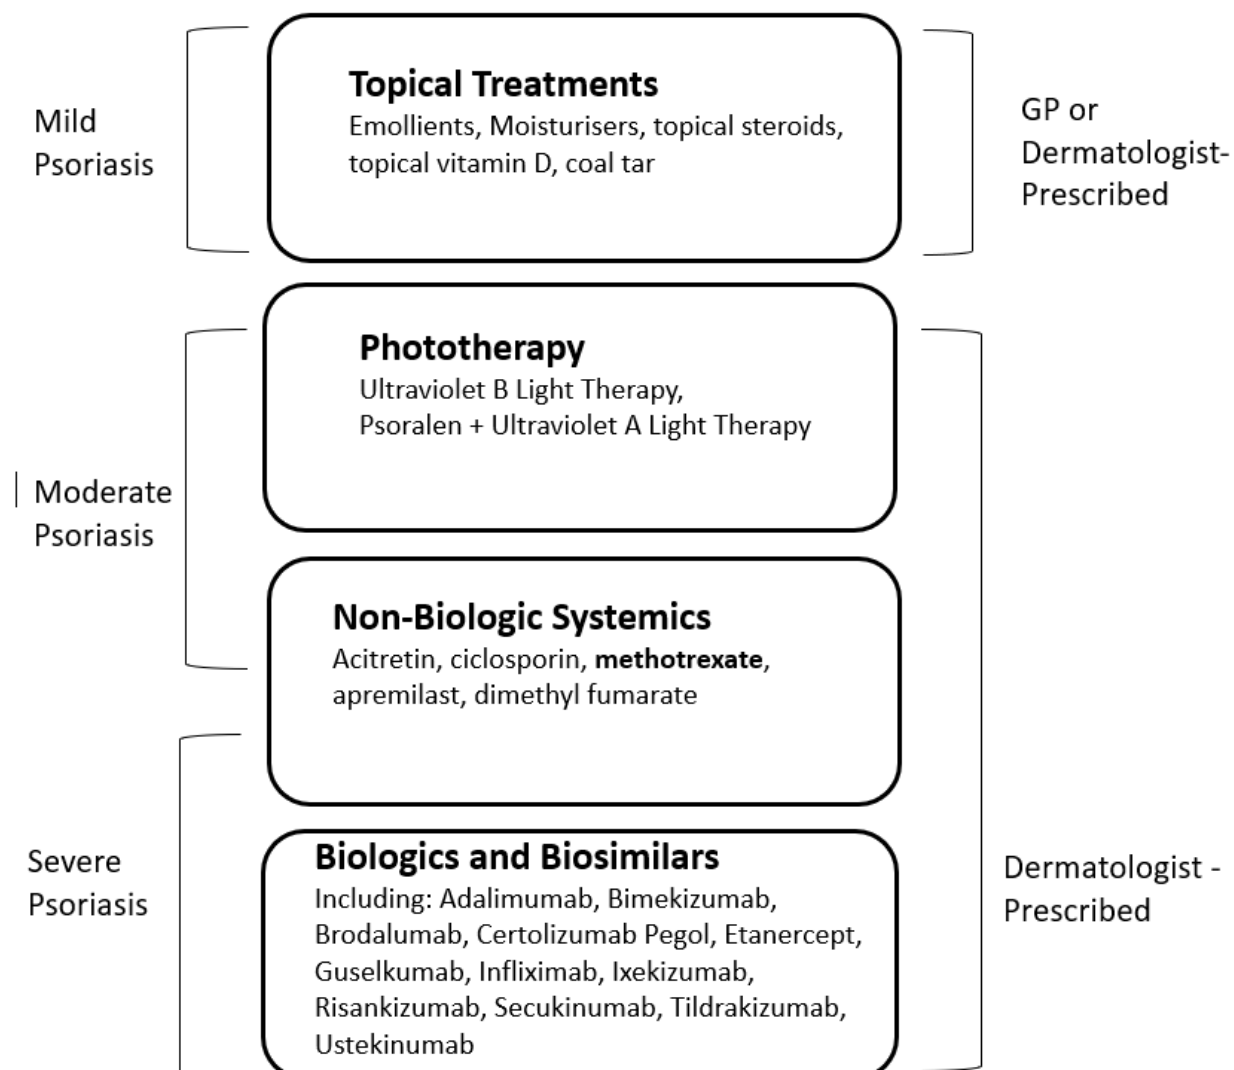 Mild
Psoriasis
Topical Treatments
Emollients, Moisturisers, topical steroids,
topical vitamin D, coal tar
GP or
Dermatologist-
Prescribed
Phototherapy
Ultraviolet B Light Therapy,
Psoralen + Ultraviolet A Light Therapy
Moderate
Psoriasis
Non-Biologic Systemics
Acitretin, ciclosporin, methotrexate,
apremilast, dimethyl fumarate
Severe
Psoriasis
Biologics and Biosimilars
Including: Adalimumab, Bimekizumab,
Brodalumab, Certolizumab Pegol, Etanercept,
Guselkumab, Infliximab, Ixekizumab,
Risankizumab, Secukinumab, Tildrakizumab,
Ustekinumab
Dermatologist -
Prescribed